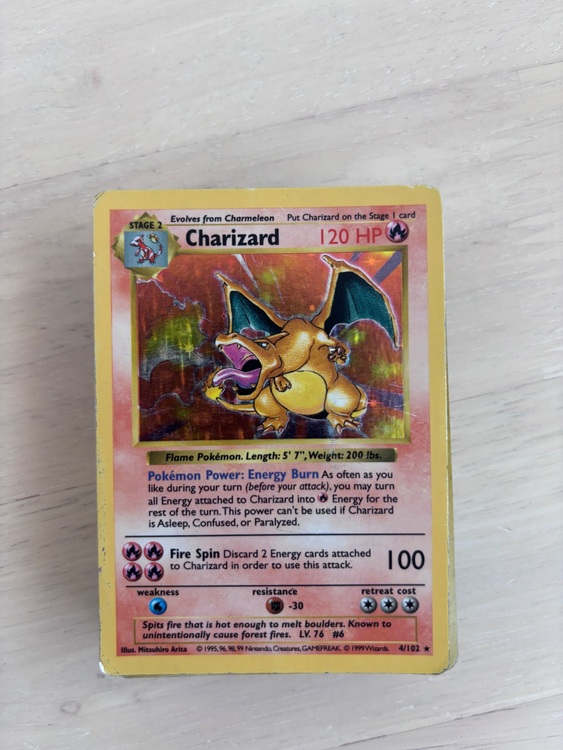 Evolves from Charmeleon Put Charizard on the Stage 1 card
STAGE 2
Charizard 120 HP
Flame Pokémon. Length: 5' 7", Weight: 200 lbs.
Pokémon Power: Energy Burn As often as you
like during your turn (before your attack), you may turn
all Energy attached to Charizard into Energy for the
rest of the turn. This power can't be used if Charizard
is Asleep, Confused, or Paralyzed.
Fire Spin Discard 2 Energy cards attached
to Charizard in order to use this attack. 100
weakness resistance retreat cost
-30
Spits fire that is hot enough to melt boulders. Known to
unintentionally cause forest fires. LV. 76 #6
Illus. Mitsuhiro Arita © 1995, 96, 98, 99 Nintendo, Creatures, GAMEFREAK. © 1999 Wizards. 4/102 ★